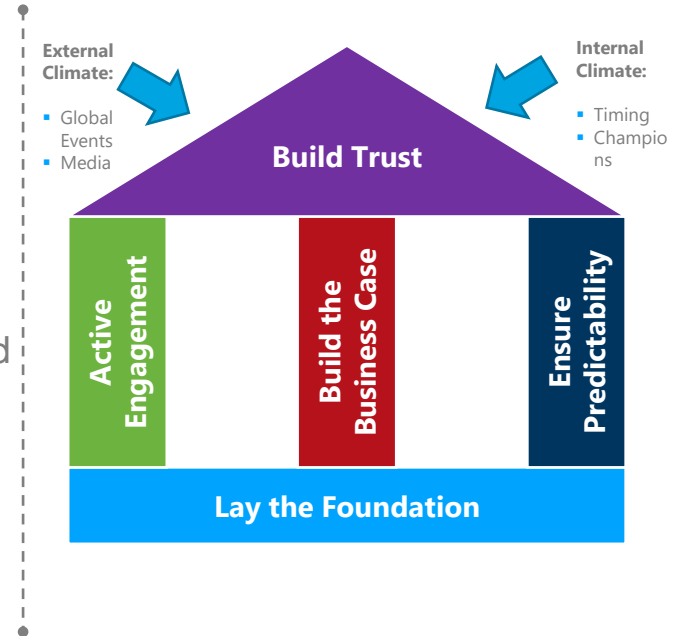 External
Climate:
▪ Global
Events
▪ Media
Internal
Climate:
▪ Timing
▪ Champio
ns
Build Trust
Active
Engagement
Build the
Business Case
Ensure
Predictability
d
Lay the Foundation